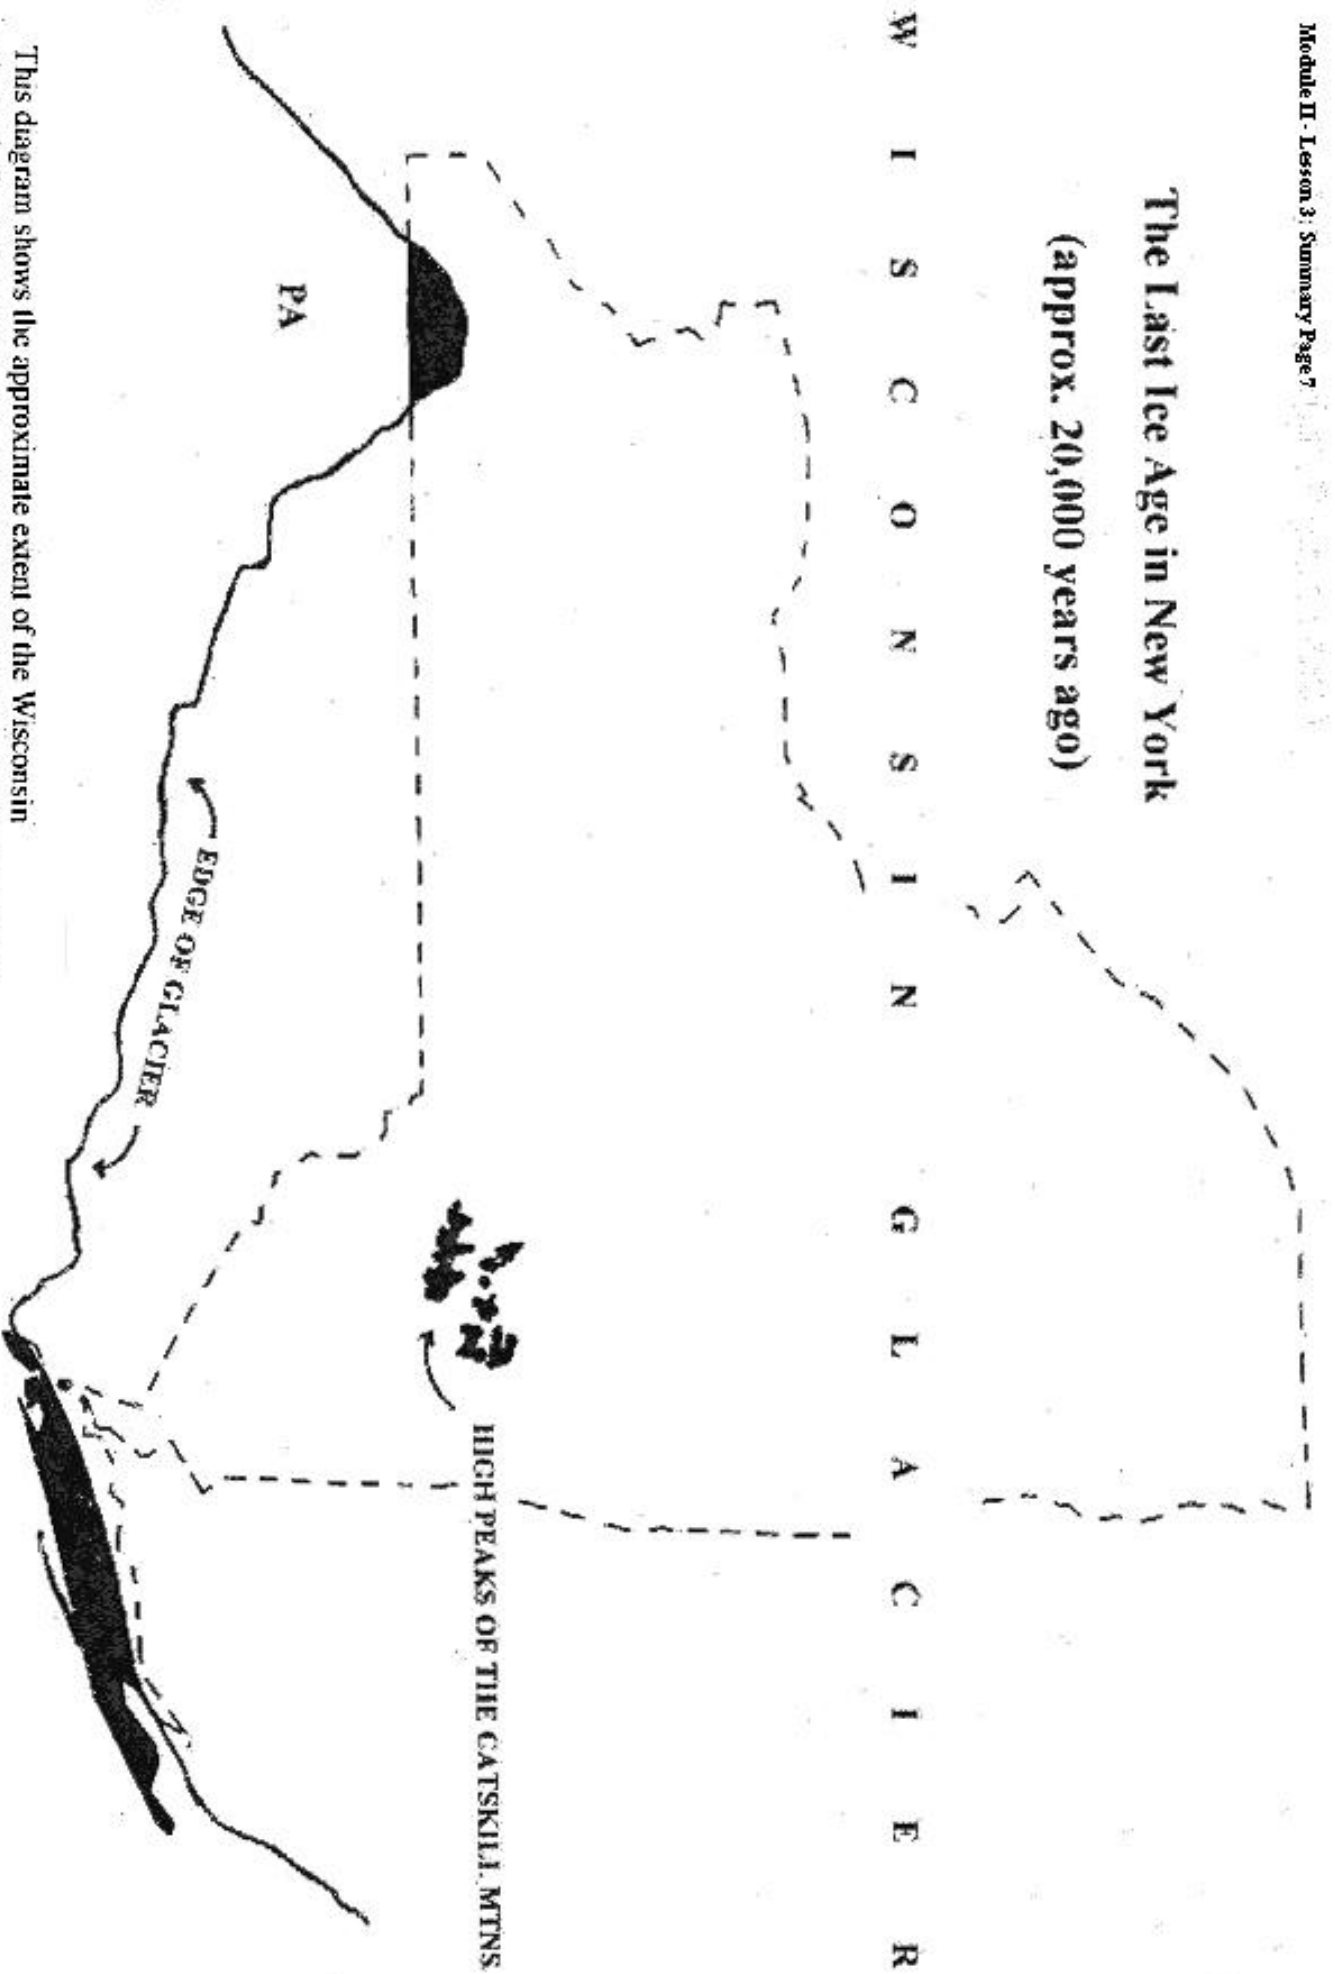 Module II - Lesson 3: Summary Page 7
The Last Ice Age in New York
(approx. 20,000 years ago)
WISCONSIN GLACIER
HIGH PEAKS OF THE CATSKILL MTNS.
PA
EDGE OF GLACIER
This diagram shows the approximate extent of the Wisconsin